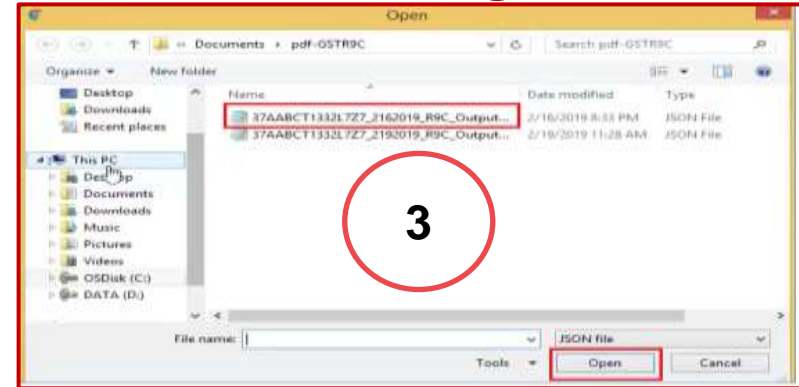 Open
Documents › pdf-GSTR9C
Search pdf-GSTR9C
Organize New folder
Name Date modified Type
Desktop
Downloads
Recent places
37AABCT1332L7Z7_2162019_R9C_Output... 2/16/2019 8:33 PM JSON File
37AABCT1332L7Z7_2192019_R9C_Output... 2/19/2019 11:28 AM JSON File
This PC
Desktop
Documents
Downloads
Music
Pictures
Videos
OSDisk (C:)
DATA (D:)
3
File name: JSON file
Tools Open Cancel